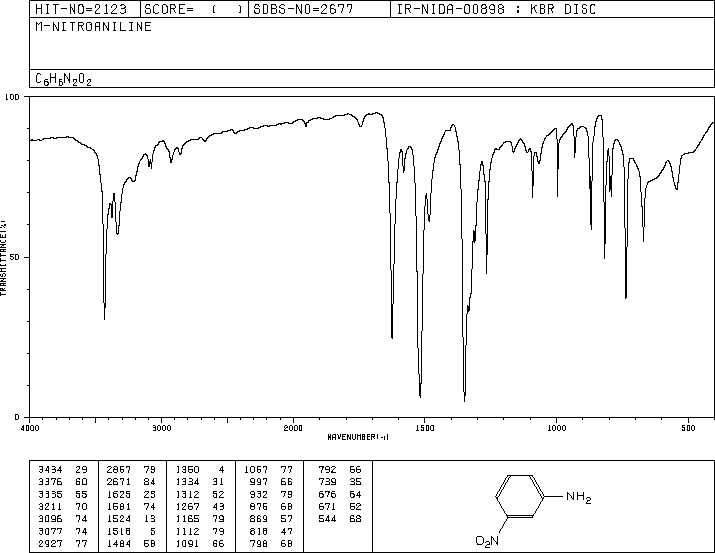 HIT-NO=2123 SCORE= ( ) SDBS-NO=2677 IR-NIDA-00898 : KBR DISC
M-NITROANILINE
C6H6N2O2
100
50
0
TRANSMITTANCE(%)
4000 3000 2000 1500 1000 500
WAVENUMBER(-1)
3434 29 2867 79 1350 4 1067 77 792 66
3376 60 2671 84 1334 31 997 66 739 35
3335 55 1625 23 1312 52 932 79 676 64
3211 70 1581 74 1267 43 876 68 671 52
3096 74 1524 13 1165 79 869 57 544 68
3077 74 1518 5 1112 79 818 47
2927 77 1484 58 1091 66 798 68
NH2
O2N